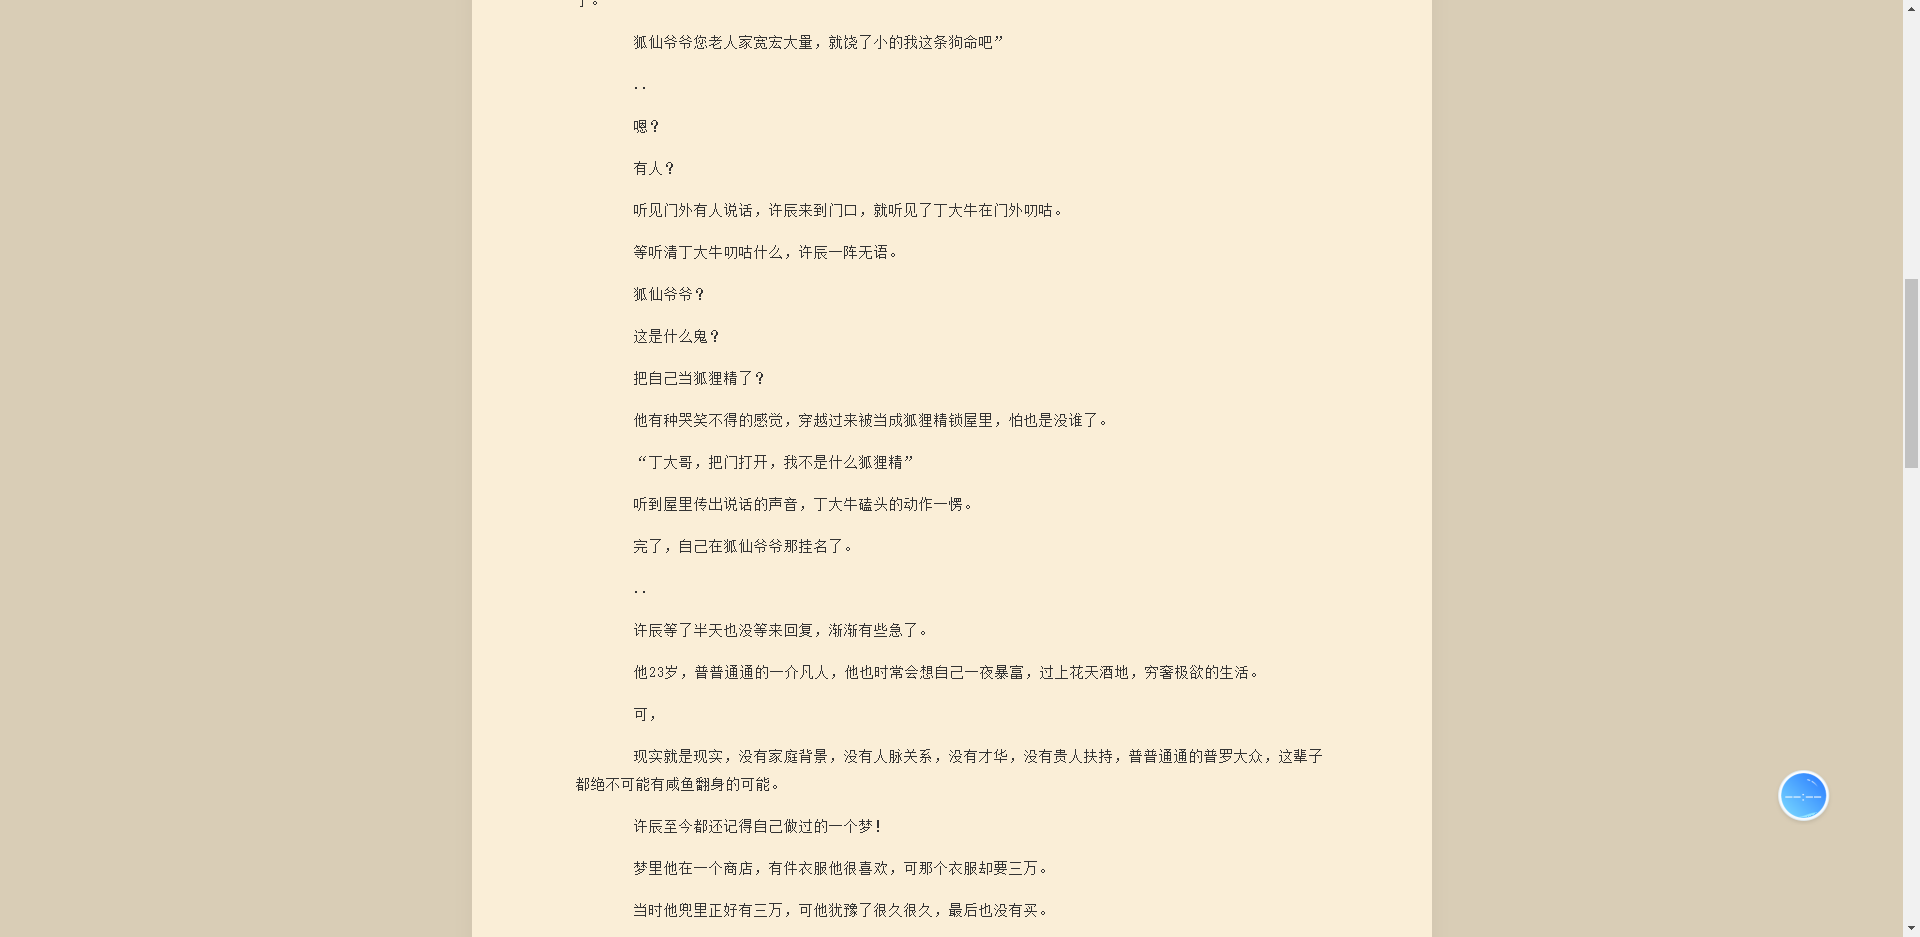 了。
狐仙爷爷您老人家宽宏大量，就饶了小的我这条狗命吧”
..
嗯？
有人？
听见门外有人说话，许辰来到门口，就听见了丁大牛在门外叨咕。
等听清丁大牛叨咕什么，许辰一阵无语。
狐仙爷爷？
这是什么鬼？
把自己当狐狸精了？
他有种哭笑不得的感觉，穿越过来被当成狐狸精锁屋里，怕也是没谁了。
“丁大哥，把门打开，我不是什么狐狸精”
听到屋里传出说话的声音，丁大牛磕头的动作一愣。
完了，自己在狐仙爷爷那挂名了。
..
许辰等了半天也没等来回复，渐渐有些急了。
他23岁，普普通通的一介凡人，他也时常会想自己一夜暴富，过上花天酒地，穷奢极欲的生活。
可，
现实就是现实，没有家庭背景，没有人脉关系，没有才华，没有贵人扶持，普普通通的普罗大众，这辈子
都绝不可能有咸鱼翻身的可能。
许辰至今都还记得自己做过的一个梦！
梦里他在一个商店，有件衣服他很喜欢，可那个衣服却要三万。
当时他兜里正好有三万，可他犹豫了很久很久，最后也没有买。
--:--